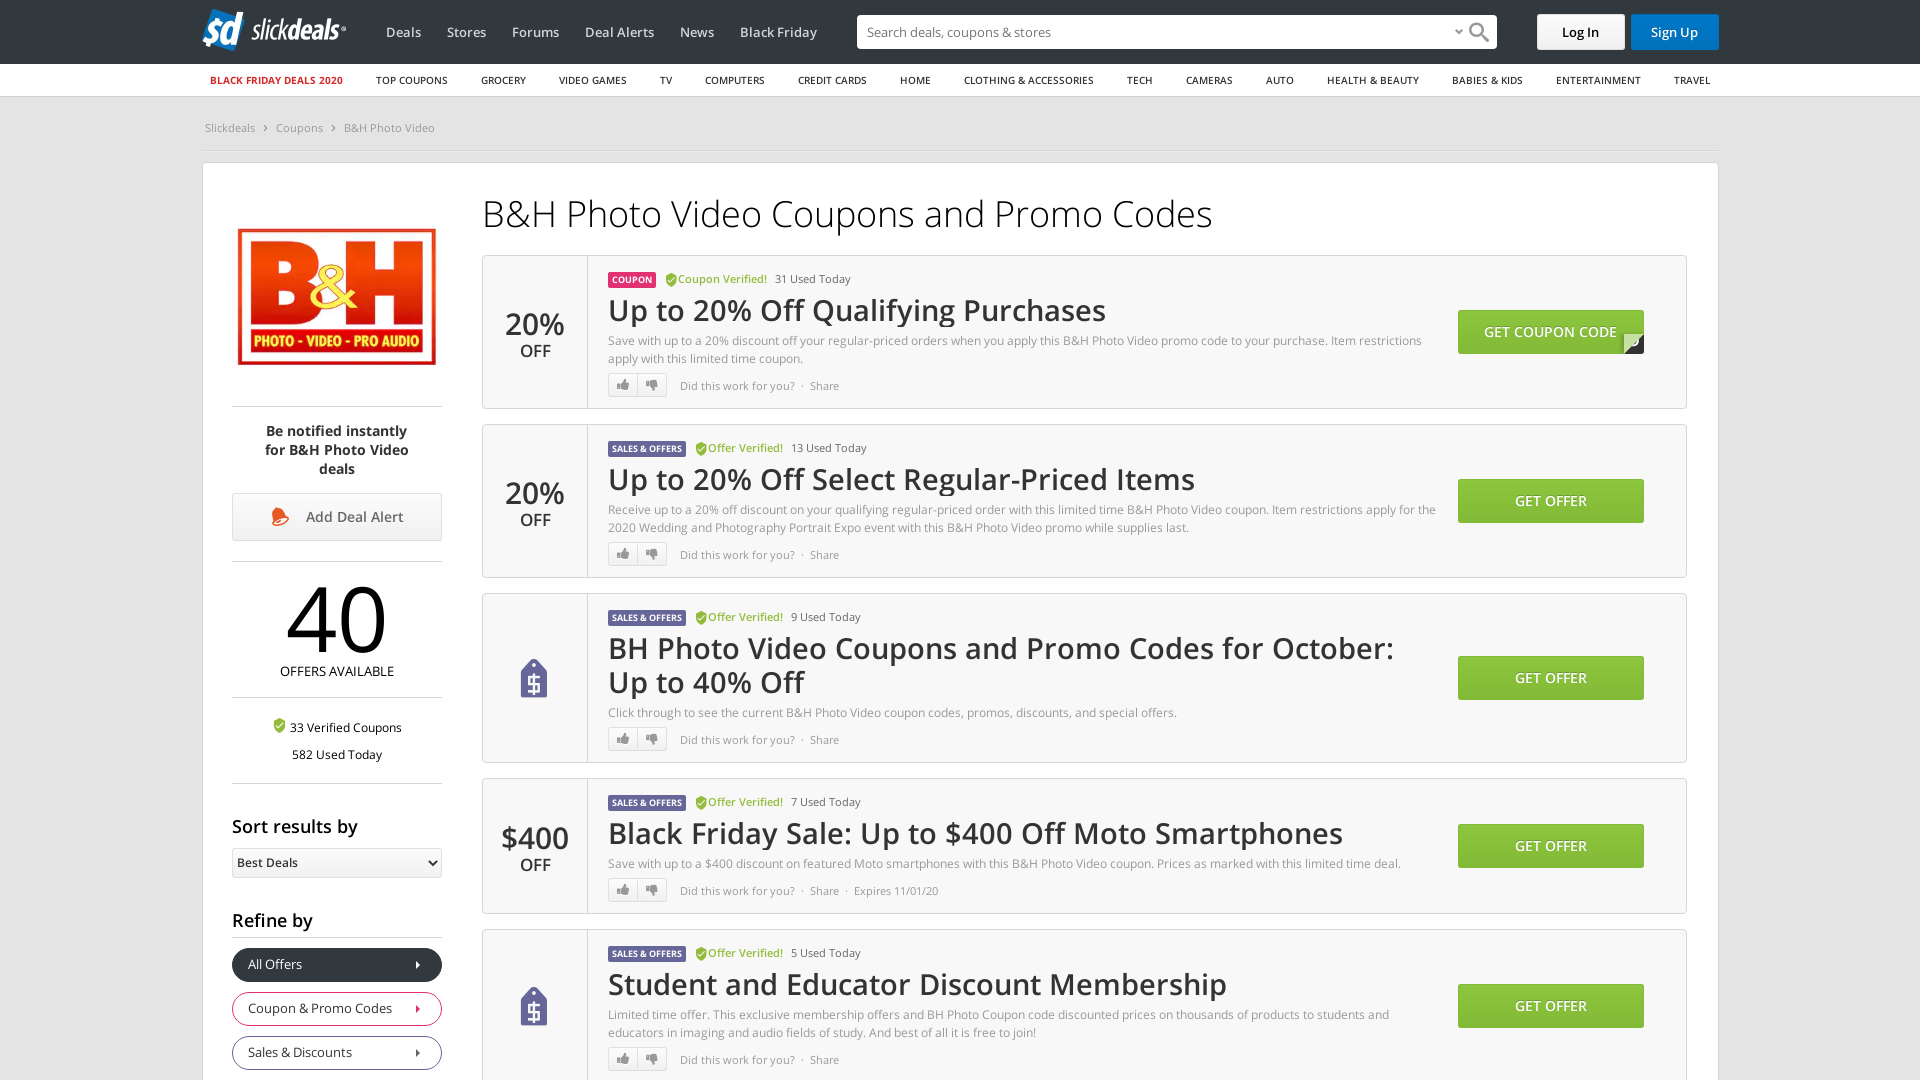 slickdeals
Deals Stores Forums Deal Alerts News Black Friday
Search deals, coupons & stores
Log In Sign Up
BLACK FRIDAY DEALS 2020 TOP COUPONS GROCERY VIDEO GAMES TV COMPUTERS CREDIT CARDS HOME CLOTHING & ACCESSORIES TECH CAMERAS AUTO HEALTH & BEAUTY BABIES & KIDS ENTERTAINMENT TRAVEL
Slickdeals › Coupons › B&H Photo Video
B&H
PHOTO - VIDEO - PRO AUDIO
Be notified instantly
for B&H Photo Video
deals
Add Deal Alert
40
OFFERS AVAILABLE
33 Verified Coupons
582 Used Today
Sort results by
Best Deals
Refine by
All Offers
Coupon & Promo Codes
Sales & Discounts
B&H Photo Video Coupons and Promo Codes
20%
OFF
COUPON Coupon Verified! 31 Used Today
Up to 20% Off Qualifying Purchases
Save with up to a 20% discount off your regular-priced orders when you apply this B&H Photo Video promo code to your purchase. Item restrictions
apply with this limited time coupon.
Did this work for you? · Share
GET COUPON CODE
20%
OFF
SALES & OFFERS Offer Verified! 13 Used Today
Up to 20% Off Select Regular-Priced Items
Receive up to a 20% off discount on your qualifying regular-priced order with this limited time B&H Photo Video coupon. Item restrictions apply for the
2020 Wedding and Photography Portrait Expo event with this B&H Photo Video promo while supplies last.
Did this work for you? · Share
GET OFFER
SALES & OFFERS Offer Verified! 9 Used Today
BH Photo Video Coupons and Promo Codes for October:
Up to 40% Off
Click through to see the current B&H Photo Video coupon codes, promos, discounts, and special offers.
Did this work for you? · Share
GET OFFER
$400
OFF
SALES & OFFERS Offer Verified! 7 Used Today
Black Friday Sale: Up to $400 Off Moto Smartphones
Save with up to a $400 discount on featured Moto smartphones with this B&H Photo Video coupon. Prices as marked with this limited time deal.
Did this work for you? · Share · Expires 11/01/20
GET OFFER
SALES & OFFERS Offer Verified! 5 Used Today
Student and Educator Discount Membership
Limited time offer. This exclusive membership offers and BH Photo Coupon code discounted prices on thousands of products to students and
educators in imaging and audio fields of study. And best of all it is free to join!
Did this work for you? · Share
GET OFFER